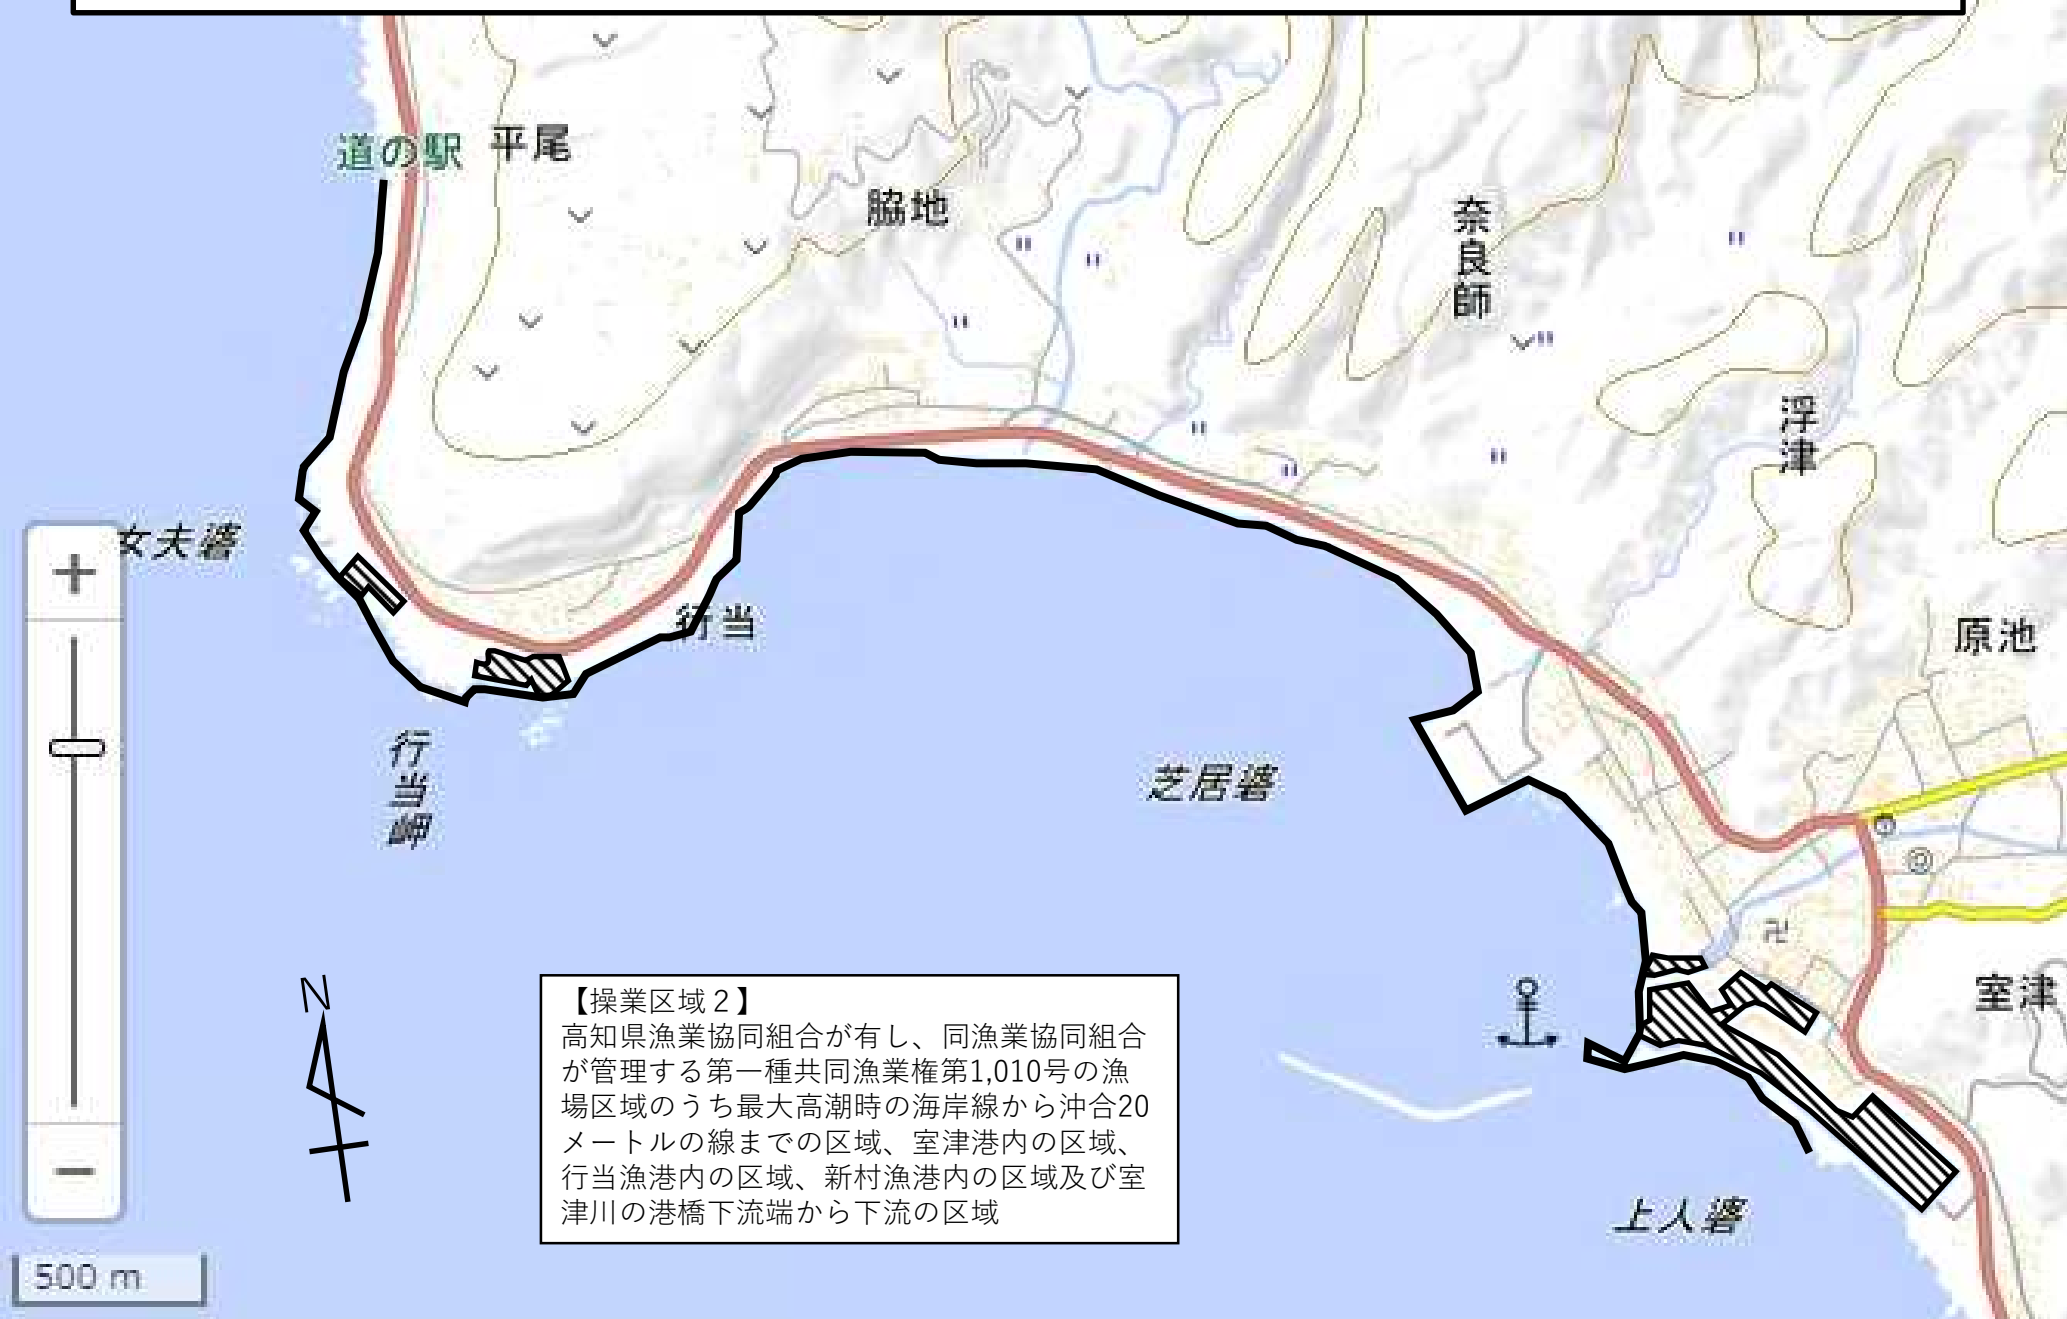 道の駅
平尾
脇地
奈良師
浮津
女夫碆
原池
行当
行当岬
芝居碆
室津
N
【操業区域２】
高知県漁業協同組合が有し、同漁業協同組合
が管理する第一種共同漁業権第1,010号の漁
場区域のうち最大高潮時の海岸線から沖合20
メートルの線までの区域、室津港内の区域、
行当漁港内の区域、新村漁港内の区域及び室
津川の港橋下流端から下流の区域
上人碆
500 m